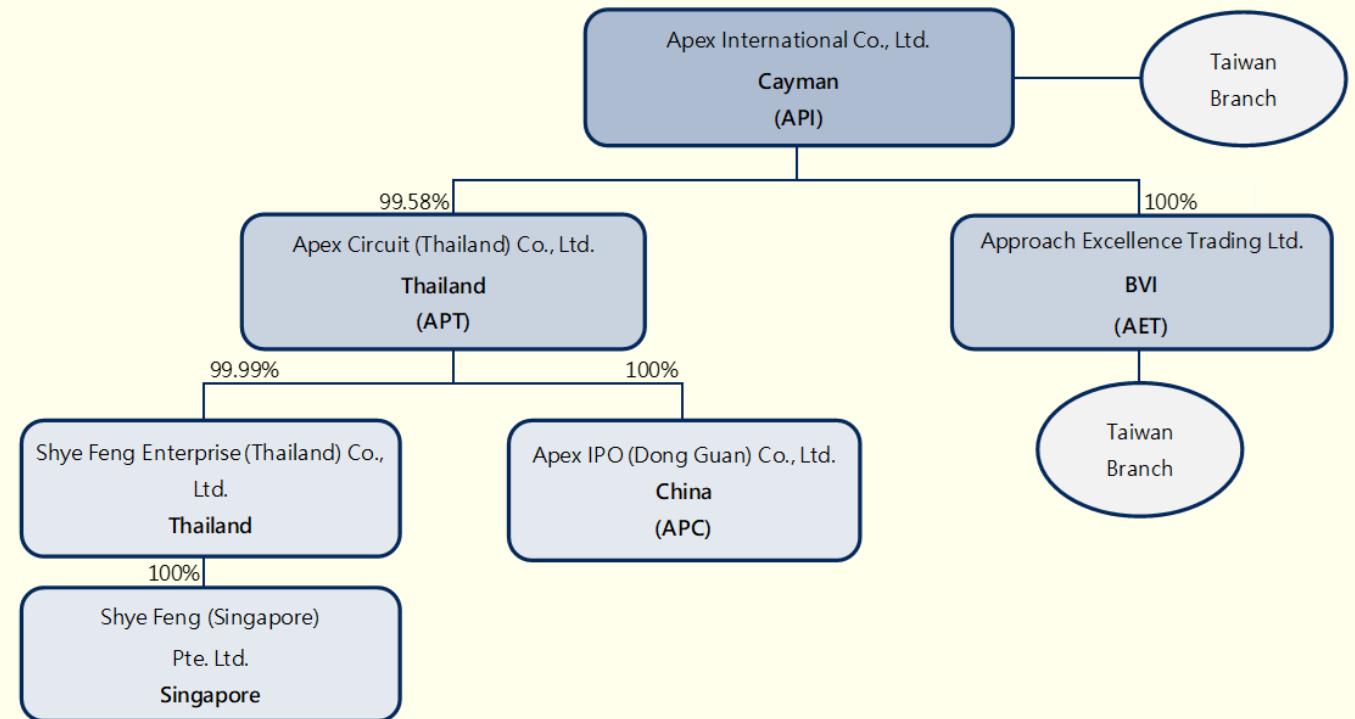 Apex International Co., Ltd.
Cayman
(API)
Taiwan
Branch
99.58%
100%
Apex Circuit (Thailand) Co., Ltd.
Thailand
(APT)
Approach Excellence Trading Ltd.
BVI
(AET)
99.99%
100%
Taiwan
Branch
Shye Feng Enterprise (Thailand) Co.,
Ltd.
Thailand
Apex IPO (Dong Guan) Co., Ltd.
China
(APC)
100%
Shye Feng (Singapore)
Pte. Ltd.
Singapore